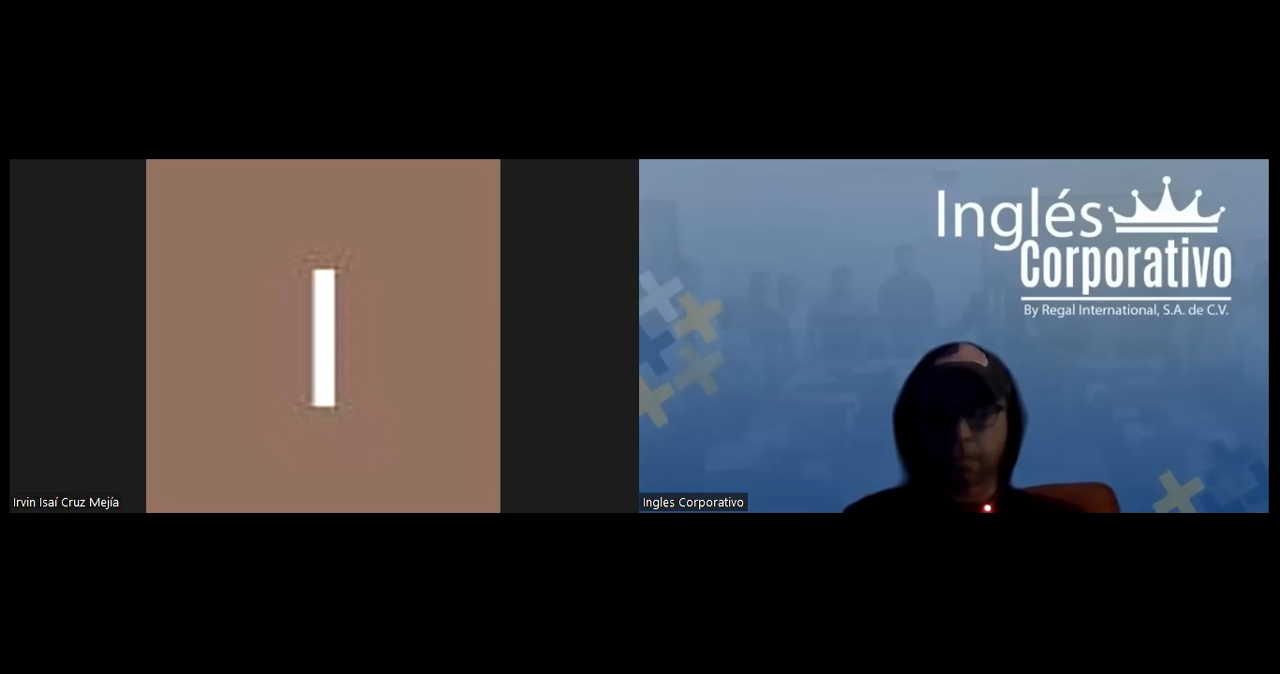 I
Irvin Isaí Cruz Mejía
Inglés
Corporativo
By Regal International, S.A. de C.V.
Ingles Corporativo